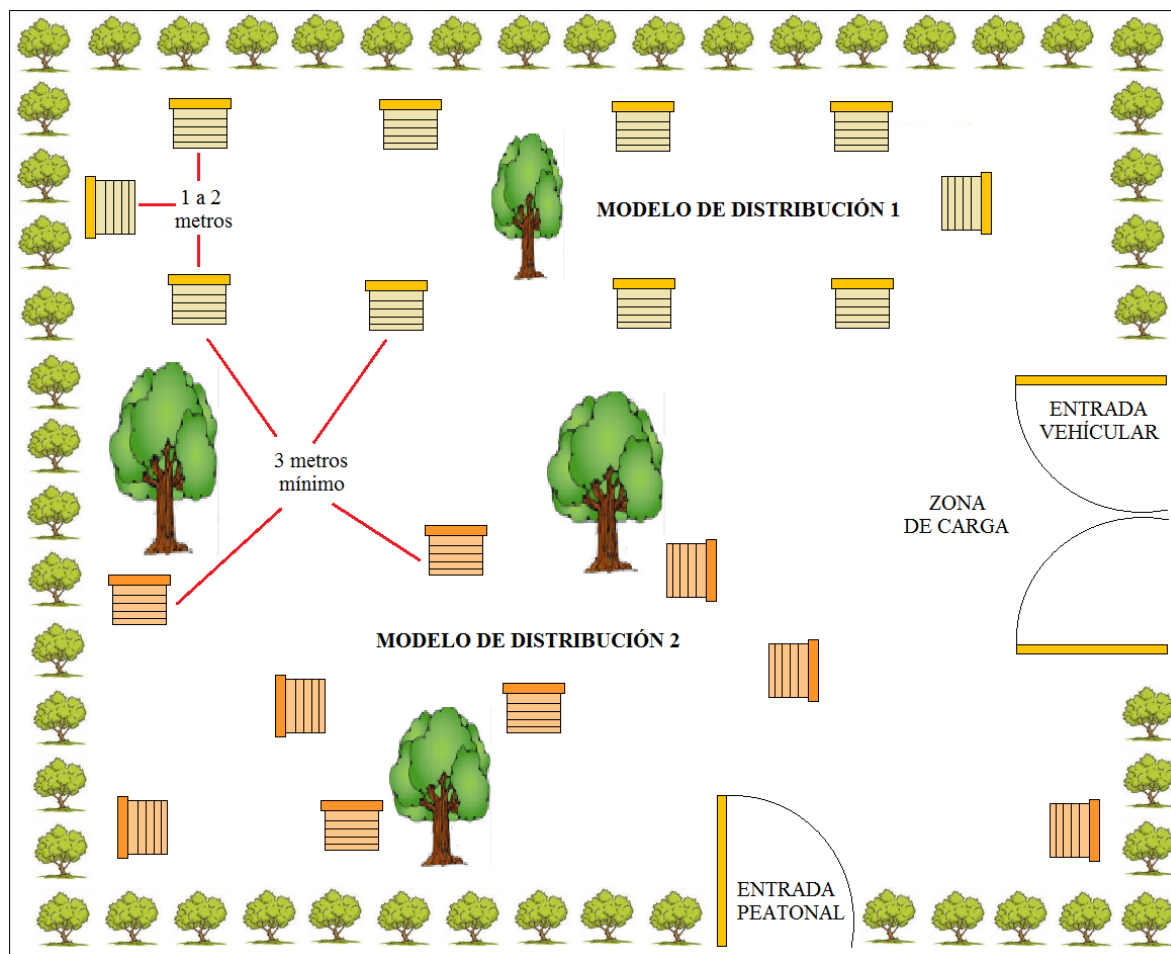 1 a 2
metros
MODELO DE DISTRIBUCIÓN 1
3 metros
mínimo
ENTRADA
VEHÍCULAR
ZONA
DE CARGA
MODELO DE DISTRIBUCIÓN 2
ENTRADA
PEATONAL